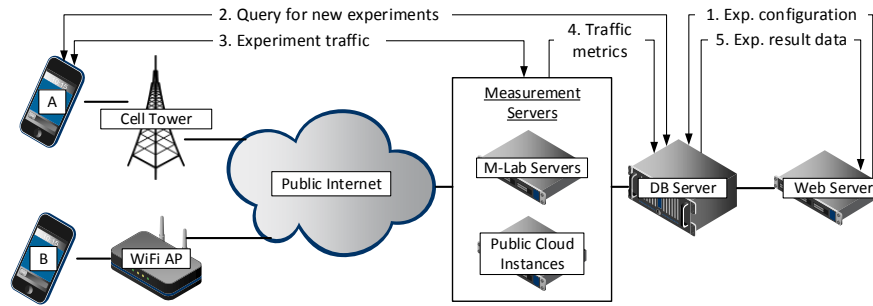 2. Query for new experiments
1. Exp. configuration
3. Experiment traffic
4. Traffic
metrics
5. Exp. result data
A
Cell Tower
Measurement
Servers
M-Lab Servers
Public Internet
DB Server
Web Server
B
WiFi AP
Public Cloud
Instances